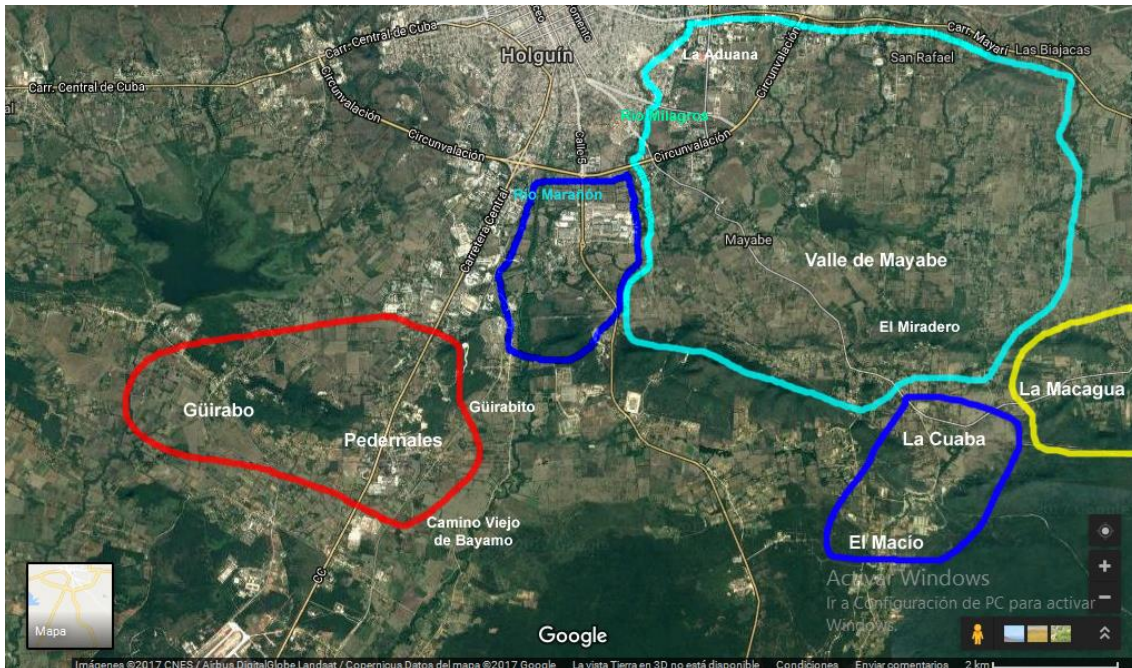 Carr. Central de Cuba
Holguín
La Aduana
Carr. Mayarí
Las Biajacas
San Rafael
Carr. Central de Cuba
Circunvalación
Río Milagros
Circunvalación
Circunvalación
Calle 5
Circunvalación
Río Marañón
Carretera Central
Mayabe
Valle de Mayabe
El Miradero
La Macagua
Güirabo
Güirabito
Pedernales
La Cuaba
Camino Viejo
de Bayamo
El Macío
CC
Activar Windows
Ir a Configuración de PC para activar
Windows.
Mapa
Google
Imágenes ©2017 CNES / Airbus DigitalGlobe Landsat / Copernicus Datos del mapa ©2017 Google La vista Tierra en 3D no está disponible Condiciones Enviar comentarios 2 km